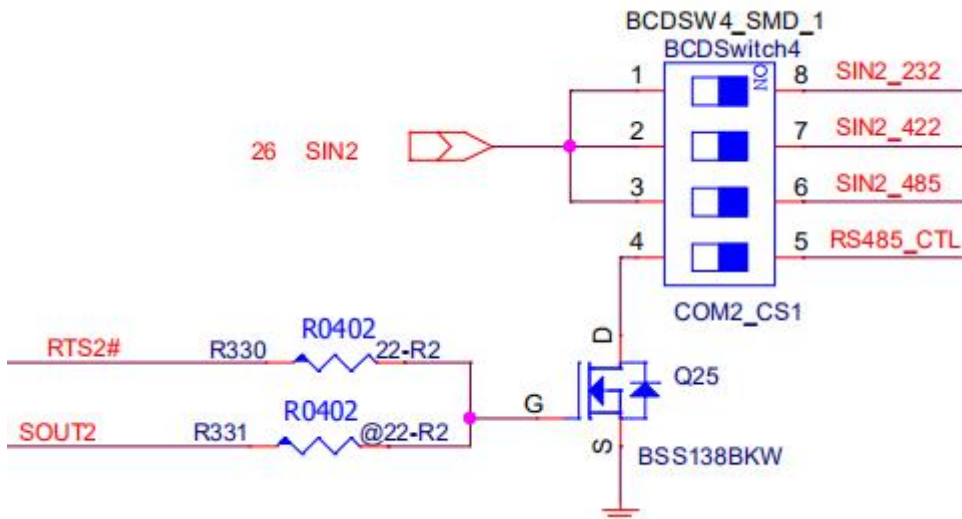 BCDSW4_SMD_1
BCDSwitch4
ON
1
8
SIN2_232
2
7
SIN2_422
26 SIN2
3
6
SIN2_485
4
5
RS485_CTL
COM2_CS1
R0402
D
RTS2#
R330
22-R2
Q25
R0402
G
SOUT2
R331
@22-R2
S
BSS138BKW